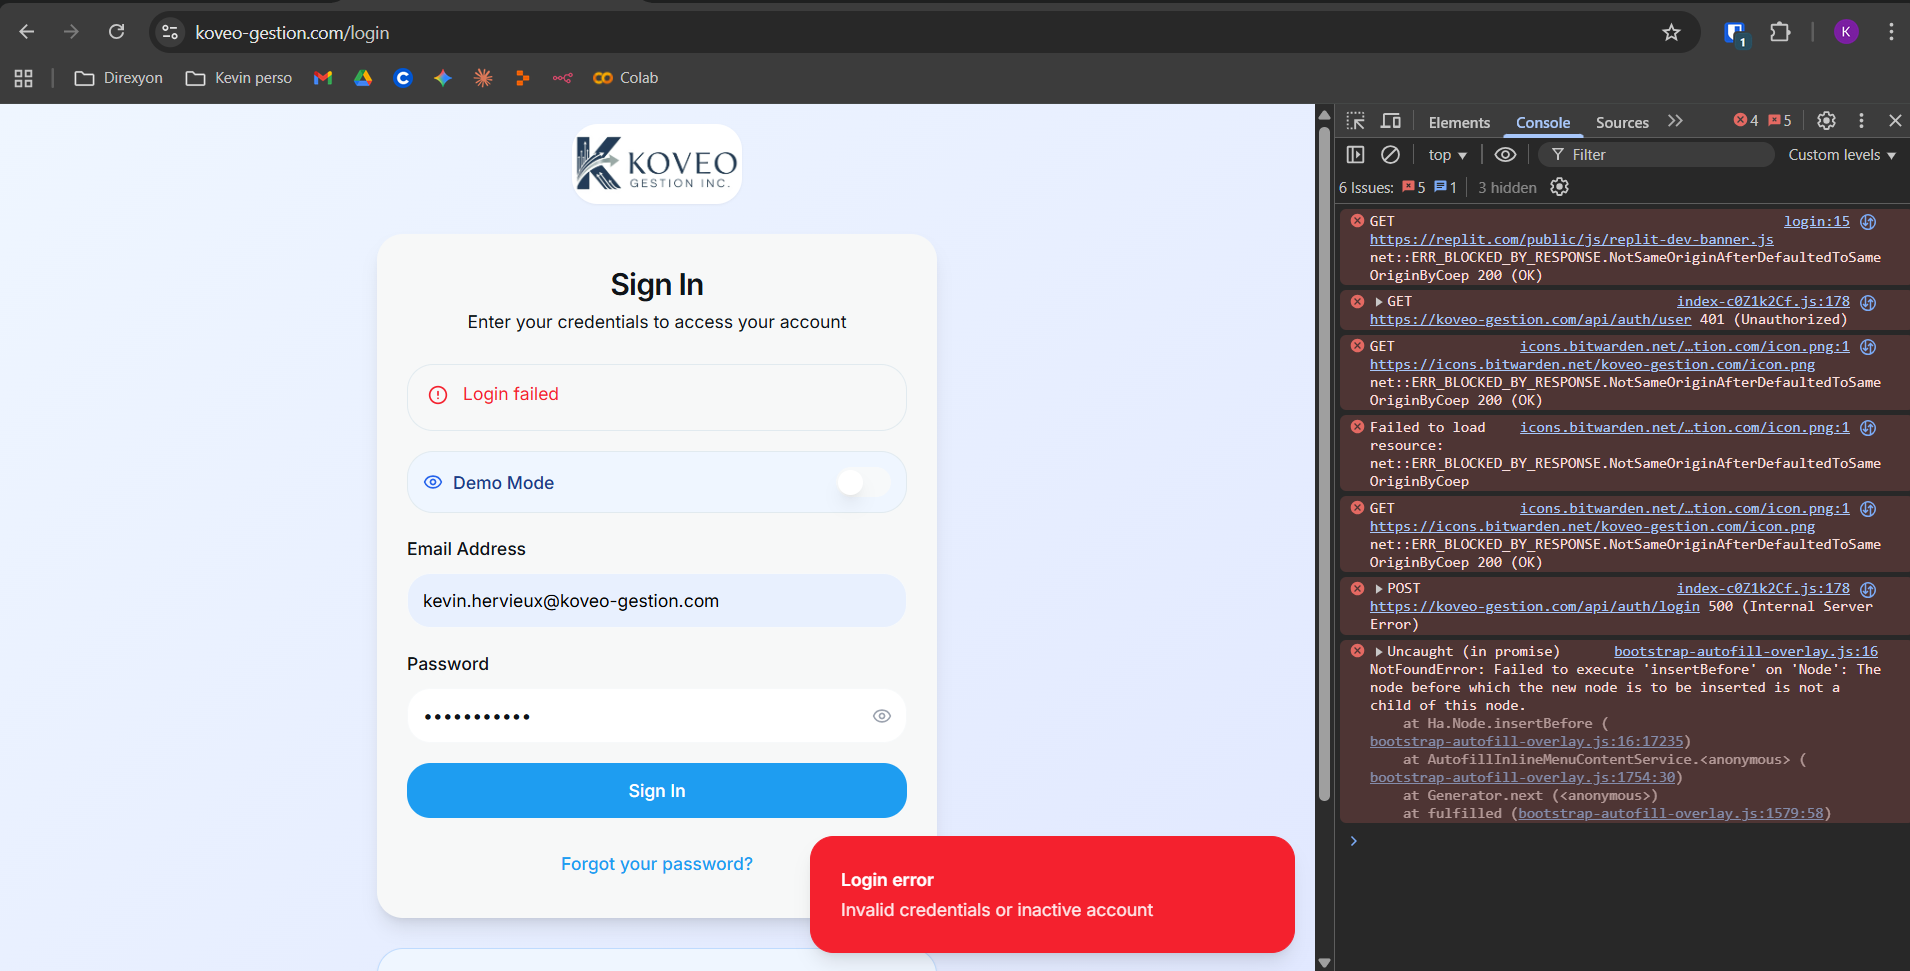 koveo-gestion.com/login
1
K
Direxyon
Kevin perso
Colab
KOVEO
GESTION INC.
Sign In
Enter your credentials to access your account
Login failed
Demo Mode
Email Address
kevin.hervieux@koveo-gestion.com
Password
•••••••••••
Sign In
Forgot your password?
Login error
Invalid credentials or inactive account
Elements
Console
Sources
4
5
top
Filter
Custom levels
6 Issues: 5 1
3 hidden
GET login:15
https://replit.com/public/js/replit-dev-banner.js
net::ERR_BLOCKED_BY_RESPONSE.NotSameOriginAfterDefaultedToSame
OriginByCoep 200 (OK)
GET index-c0Z1k2Cf.js:178
https://koveo-gestion.com/api/auth/user 401 (Unauthorized)
GET icons.bitwarden.net/…tion.com/icon.png:1
https://icons.bitwarden.net/koveo-gestion.com/icon.png
net::ERR_BLOCKED_BY_RESPONSE.NotSameOriginAfterDefaultedToSame
OriginByCoep 200 (OK)
Failed to load icons.bitwarden.net/…tion.com/icon.png:1
resource:
net::ERR_BLOCKED_BY_RESPONSE.NotSameOriginAfterDefaultedToSame
OriginByCoep
GET icons.bitwarden.net/…tion.com/icon.png:1
https://icons.bitwarden.net/koveo-gestion.com/icon.png
net::ERR_BLOCKED_BY_RESPONSE.NotSameOriginAfterDefaultedToSame
OriginByCoep 200 (OK)
POST index-c0Z1k2Cf.js:178
https://koveo-gestion.com/api/auth/login 500 (Internal Server
Error)
Uncaught (in promise) bootstrap-autofill-overlay.js:16
NotFoundError: Failed to execute 'insertBefore' on 'Node': The
node before which the new node is to be inserted is not a
child of this node.
at Ha.Node.insertBefore (
bootstrap-autofill-overlay.js:16:17235)
at AutofillInlineMenuContentService.<anonymous> (
bootstrap-autofill-overlay.js:1754:30)
at Generator.next (<anonymous>)
at fulfilled (bootstrap-autofill-overlay.js:1579:58)